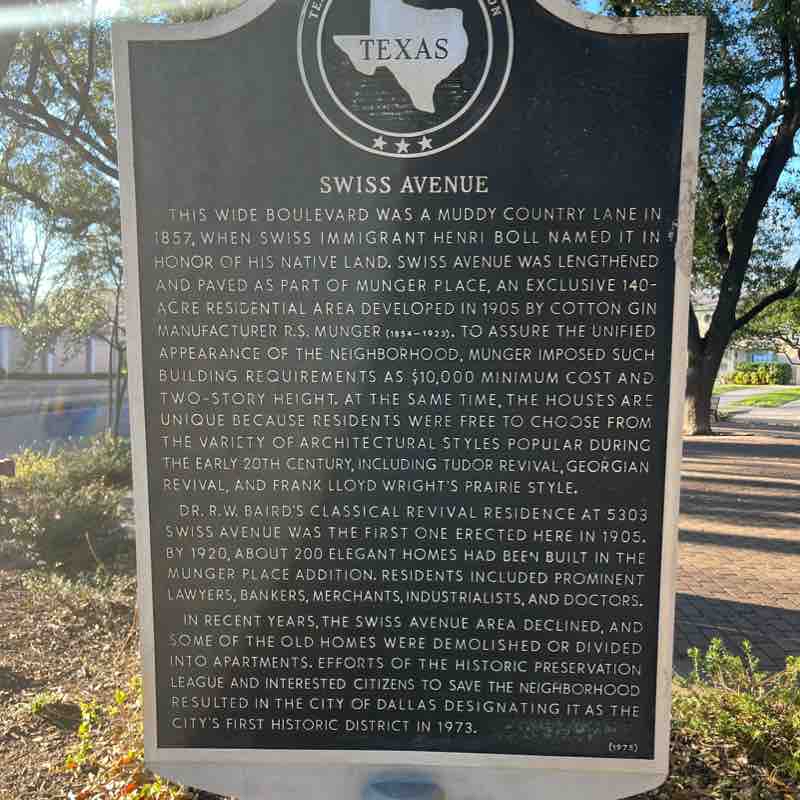 TEXAS
SWISS AVENUE
THIS WIDE BOULEVARD WAS A MUDDY COUNTRY LANE IN
1857, WHEN SWISS IMMIGRANT HENRI BOLL NAMED IT IN
HONOR OF HIS NATIVE LAND. SWISS AVENUE WAS LENGTHENED
AND PAVED AS PART OF MUNGER PLACE, AN EXCLUSIVE 140-
ACRE RESIDENTIAL AREA DEVELOPED IN 1905 BY COTTON GIN
MANUFACTURER R.S. MUNGER (1854-1923). TO ASSURE THE UNIFIED
APPEARANCE OF THE NEIGHBORHOOD, MUNGER IMPOSED SUCH
BUILDING REQUIREMENTS AS $10,000 MINIMUM COST AND
TWO-STORY HEIGHT. AT THE SAME TIME, THE HOUSES ARE
UNIQUE BECAUSE RESIDENTS WERE FREE TO CHOOSE FROM
THE VARIETY OF ARCHITECTURAL STYLES POPULAR DURING
THE EARLY 20TH CENTURY, INCLUDING TUDOR REVIVAL, GEORGIAN
REVIVAL, AND FRANK LLOYD WRIGHT'S PRAIRIE STYLE.
DR. R.W. BAIRD'S CLASSICAL REVIVAL RESIDENCE AT 5303
SWISS AVENUE WAS THE FIRST ONE ERECTED HERE IN 1905.
BY 1920, ABOUT 200 ELEGANT HOMES HAD BEEN BUILT IN THE
MUNGER PLACE ADDITION. RESIDENTS INCLUDED PROMINENT
LAWYERS, BANKERS, MERCHANTS, INDUSTRIALISTS, AND DOCTORS.
IN RECENT YEARS, THE SWISS AVENUE AREA DECLINED, AND
SOME OF THE OLD HOMES WERE DEMOLISHED OR DIVIDED
INTO APARTMENTS. EFFORTS OF THE HISTORIC PRESERVATION
LEAGUE AND INTERESTED CITIZENS TO SAVE THE NEIGHBORHOOD
RESULTED IN THE CITY OF DALLAS DESIGNATING IT AS THE
CITY'S FIRST HISTORIC DISTRICT IN 1973.
(1975)